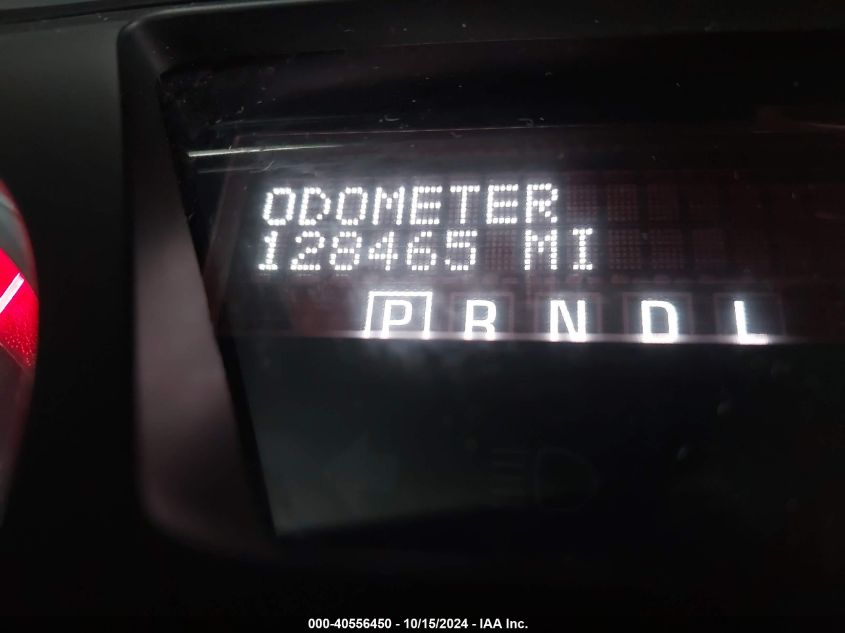 ODOMETER
128465 MI
P R N D L
000-40556450 - 10/15/2024 - IAA Inc.